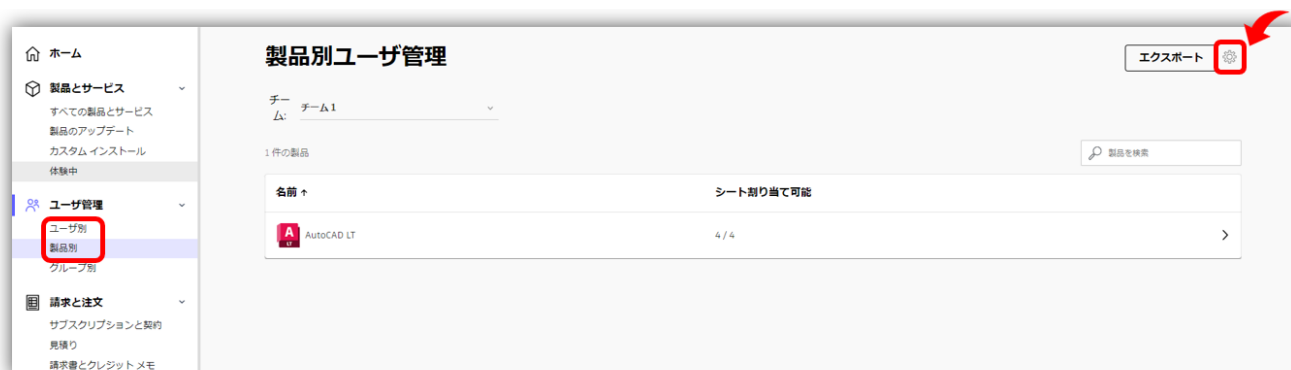 ホーム
製品とサービス
すべての製品とサービス
製品のアップデート
カスタム インストール
体験中
ユーザ管理
ユーザ別
製品別
グループ別
請求と注文
サブスクリプションと契約
見積り
請求書とクレジット メモ
製品別ユーザ管理
エクスポート
チー
ム:
チーム 1
1 件の製品
製品を検索
名前 ↑
シート割り当て可能
A
LT
AutoCAD LT
4 / 4